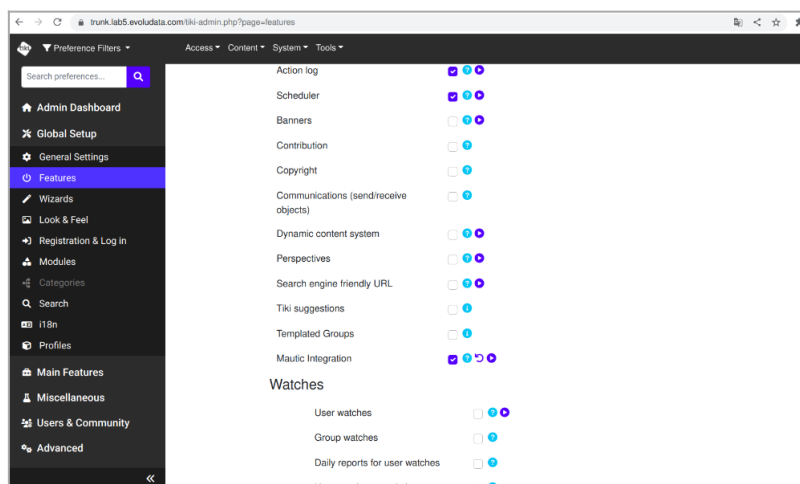 trunk.lab5.evoludata.com/tiki-admin.php?page=features
tiki Preference Filters Access Content System Tools
Search preferences...
Admin Dashboard
Global Setup
General Settings
Features
Wizards
Look & Feel
Registration & Log in
Modules
Categories
Search
i18n
Profiles
Main Features
Miscellaneous
Users & Community
Advanced
Action log
Scheduler
Banners
Contribution
Copyright
Communications (send/receive
objects)
Dynamic content system
Perspectives
Search engine friendly URL
Tiki suggestions
Templated Groups
Mautic Integration
Watches
User watches
Group watches
Daily reports for user watches